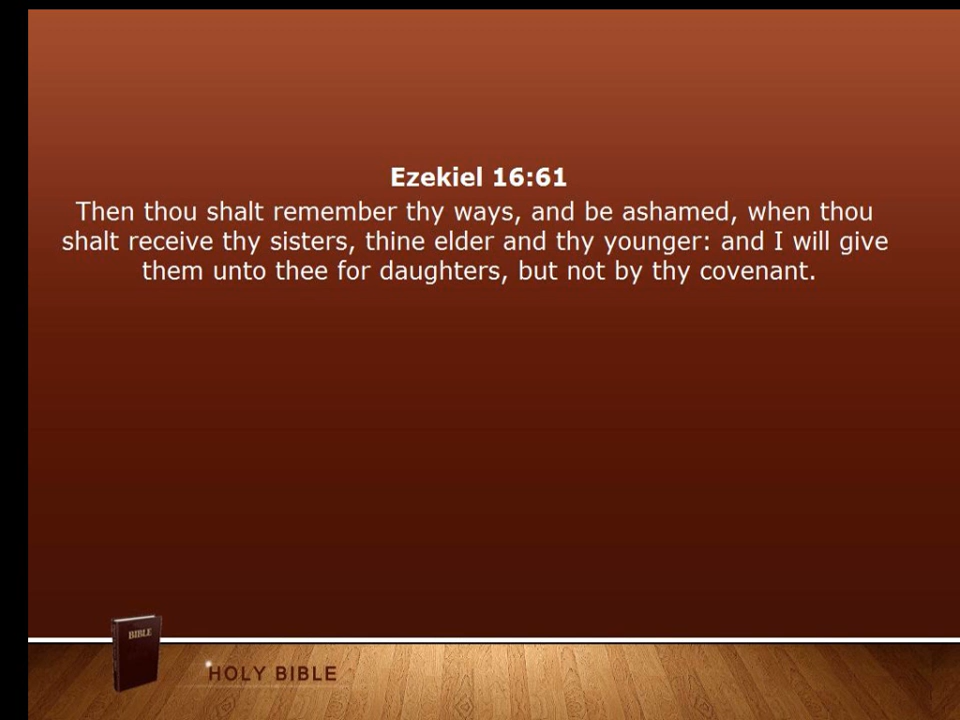 Ezekiel 16:61
Then thou shalt remember thy ways, and be ashamed, when thou
shalt receive thy sisters, thine elder and thy younger: and I will give
them unto thee for daughters, but not by thy covenant.
BIBLE
HOLY BIBLE